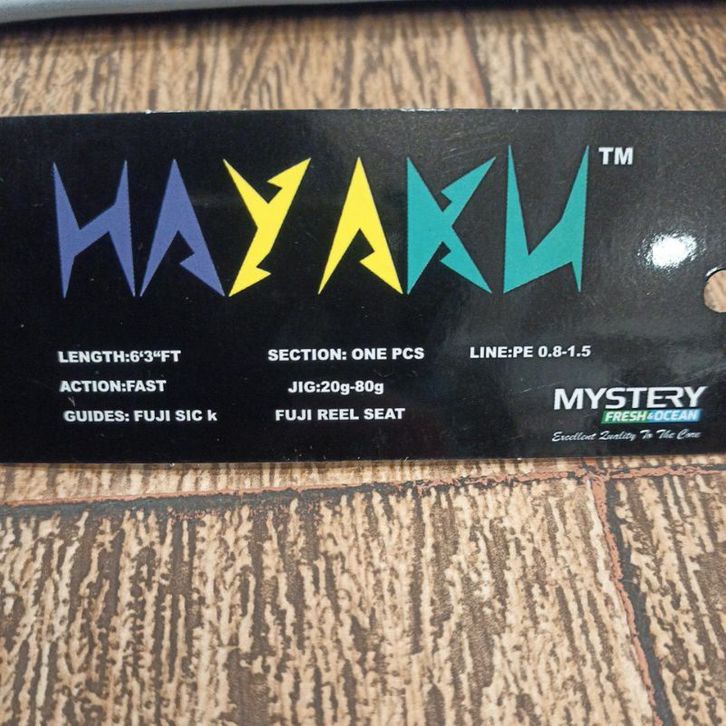 HAYAKU™
LENGTH:6'3"FT SECTION: ONE PCS LINE:PE 0.8-1.5
ACTION:FAST JIG:20g-80g
GUIDES: FUJI SIC k FUJI REEL SEAT
MYSTERY
FRESH&OCEAN
Excellent Quality To The Core